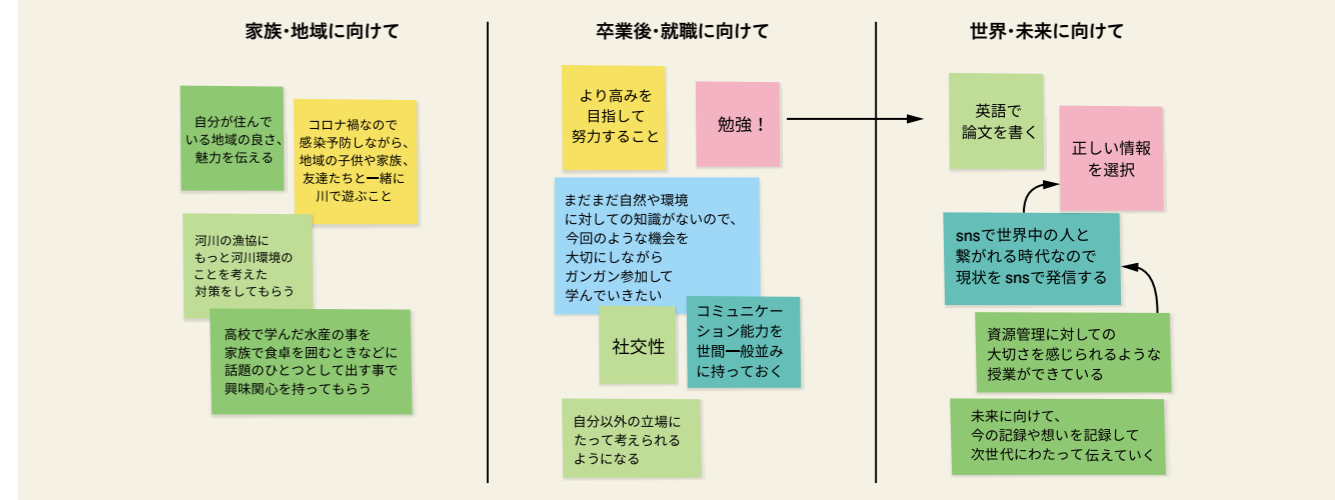 家族・地域に向けて
自分が住んで
いる地域の良さ、
魅力を伝える
コロナ禍なので
感染予防しながら、
地域の子供や家族、
友達たちと一緒に
川で遊ぶこと
河川の漁協に
もっと河川環境の
ことを考えた
対策をしてもらう
高校で学んだ水産の事を
家族で食卓を囲むときなどに
話題のひとつとして出す事で
興味関心を持ってもらう
卒業後・就職に向けて
より高みを
目指して
努力すること
勉強！
まだまだ自然や環境
に対しての知識がないので、
今回のような機会を
大切にしながら
ガンガン参加して
学んでいきたい
社交性
コミュニケー
ション能力を
世間一般並み
に持っておく
自分以外の立場に
たって考えられる
ようになる
世界・未来に向けて
英語で
論文を書く
正しい情報
を選択
snsで世界中の人と
繋がれる時代なので
現状を snsで発信する
資源管理に対しての
大切さを感じられるような
授業ができている
未来に向けて、
今の記録や想いを記録して
次世代にわたって伝えていく